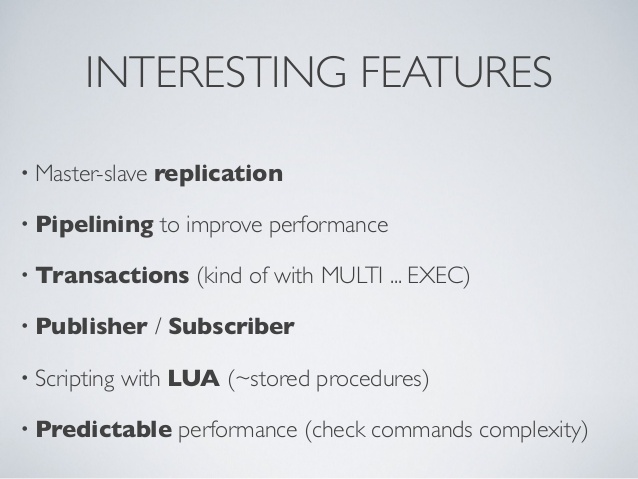 INTERESTING FEATURES
• Master-slave replication
• Pipelining to improve performance
• Transactions (kind of with MULTI ... EXEC)
• Publisher / Subscriber
• Scripting with LUA (~stored procedures)
• Predictable performance (check commands complexity)